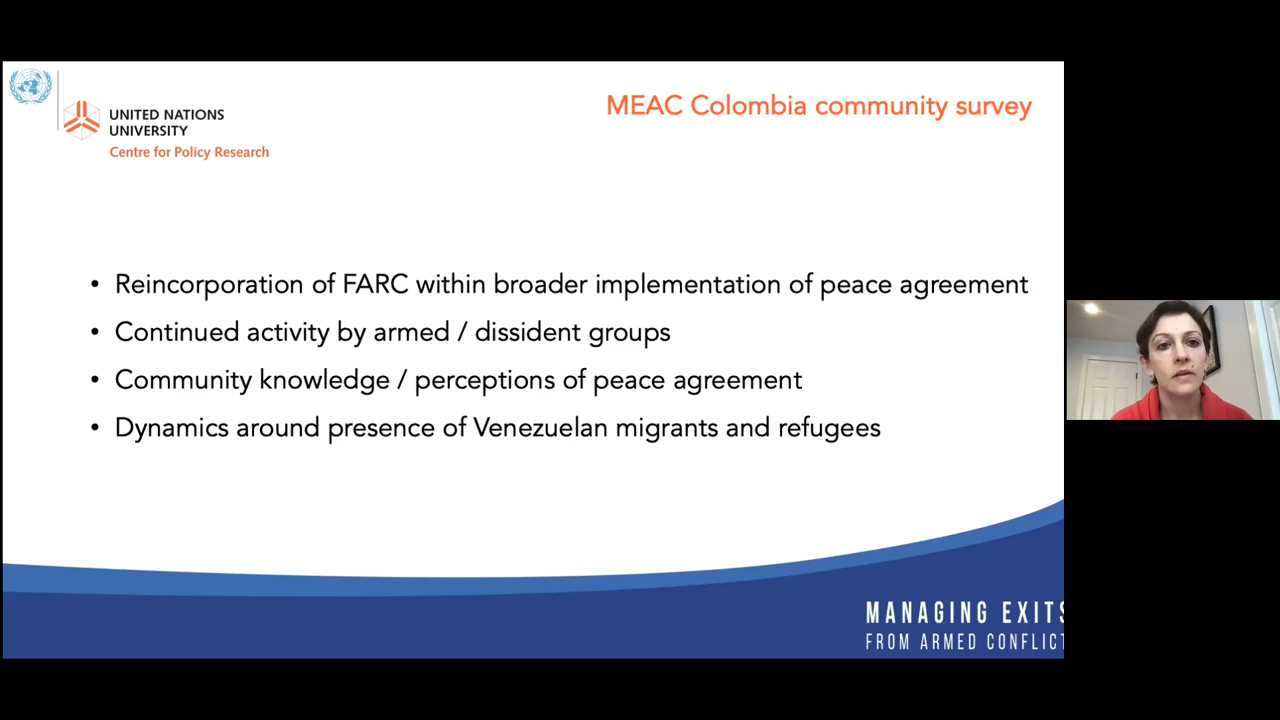 UNITED NATIONS
UNIVERSITY
Centre for Policy Research
MEAC Colombia community survey
• Reincorporation of FARC within broader implementation of peace agreement
• Continued activity by armed / dissident groups
• Community knowledge / perceptions of peace agreement
• Dynamics around presence of Venezuelan migrants and refugees
MANAGING EXITS
FROM ARMED CONFLICT